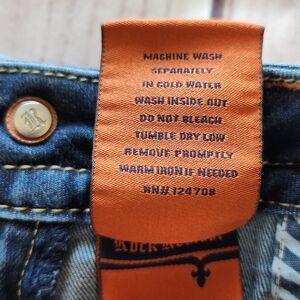 MACHINE WASH
SEPARATELY
IN COLD WATER
WASH INSIDE OUT
DO NOT BLEACH
TUMBLE DRY LOW
REMOVE PROMPTLY
WARM IRON IF NEEDED
RN# 124708
R
ROCK